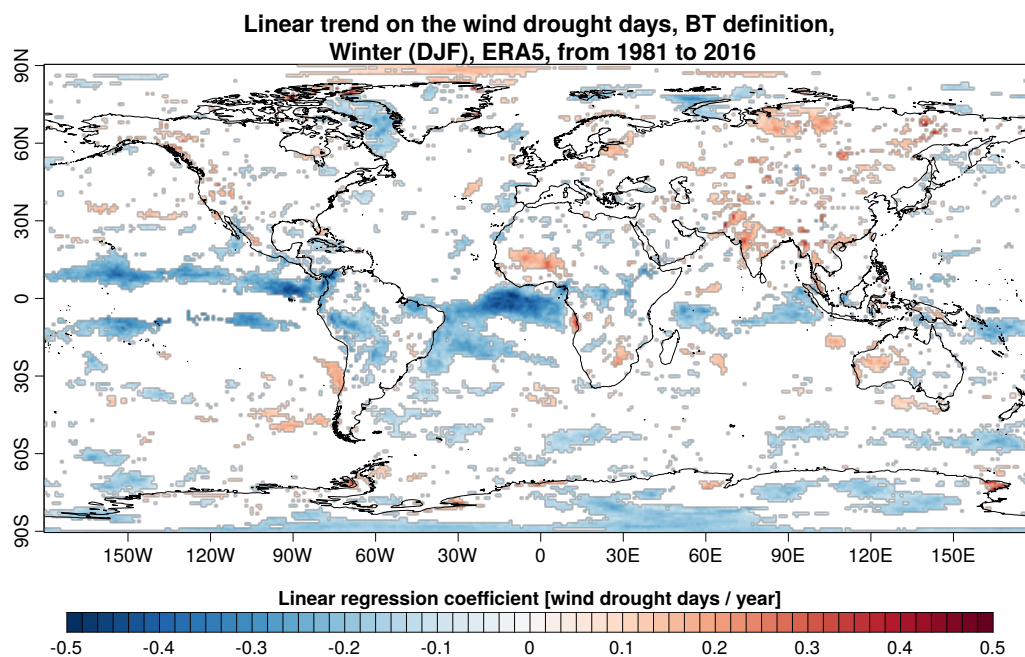 Linear trend on the wind drought days, BT definition,
Winter (DJF), ERA5, from 1981 to 2016
90N
60N
30N
0
30S
60S
90S
150W 120W 90W 60W 30W 0 30E 60E 90E 120E 150E
Linear regression coefficient [wind drought days / year]
-0.5 -0.4 -0.3 -0.2 -0.1 0 0.1 0.2 0.3 0.4 0.5